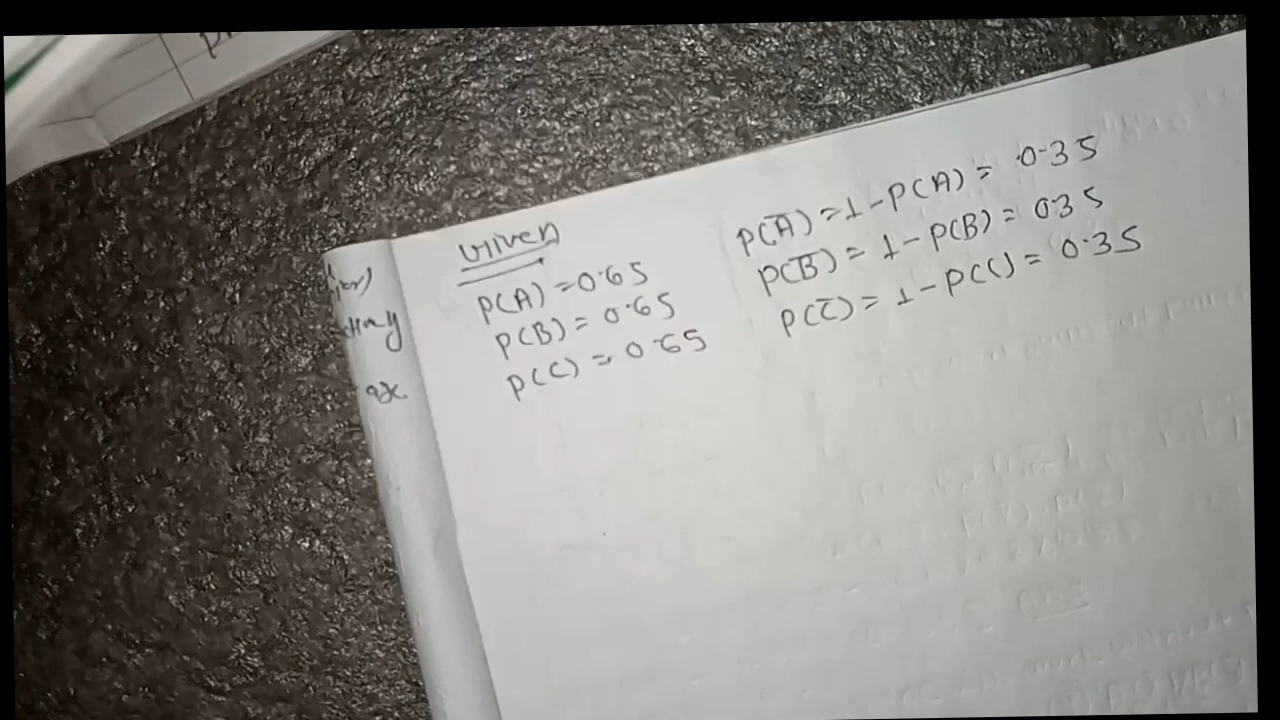 Given
P(A) = 0.65
P(B) = 0.65
P(C) = 0.65
P(A̅) = 1 - P(A) = 0.35
P(B̅) = 1 - P(B) = 0.35
P(C̅) = 1 - P(C) = 0.35